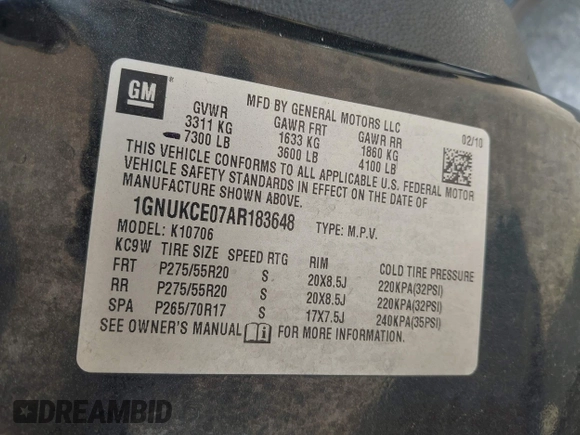 GM ®
MFD BY GENERAL MOTORS LLC
GVWR GAWR FRT GAWR RR 02/10
3311 KG 1633 KG 1860 KG
7300 LB 3600 LB 4100 LB
THIS VEHICLE CONFORMS TO ALL APPLICABLE U.S. FEDERAL MOTOR
VEHICLE SAFETY STANDARDS IN EFFECT ON THE DATE OF
MANUFACTURE SHOWN ABOVE.
1GNUKCE07AR183648 TYPE: M.P.V.
MODEL: K10706
KC9W TIRE SIZE SPEED RTG RIM COLD TIRE PRESSURE
FRT P275/55R20 S 20X8.5J 220KPA(32PSI)
RR P275/55R20 S 20X8.5J 220KPA(32PSI)
SPA P265/70R17 S 17X7.5J 240KPA(35PSI)
SEE OWNER'S MANUAL FOR MORE INFORMATION.
DREAMBID